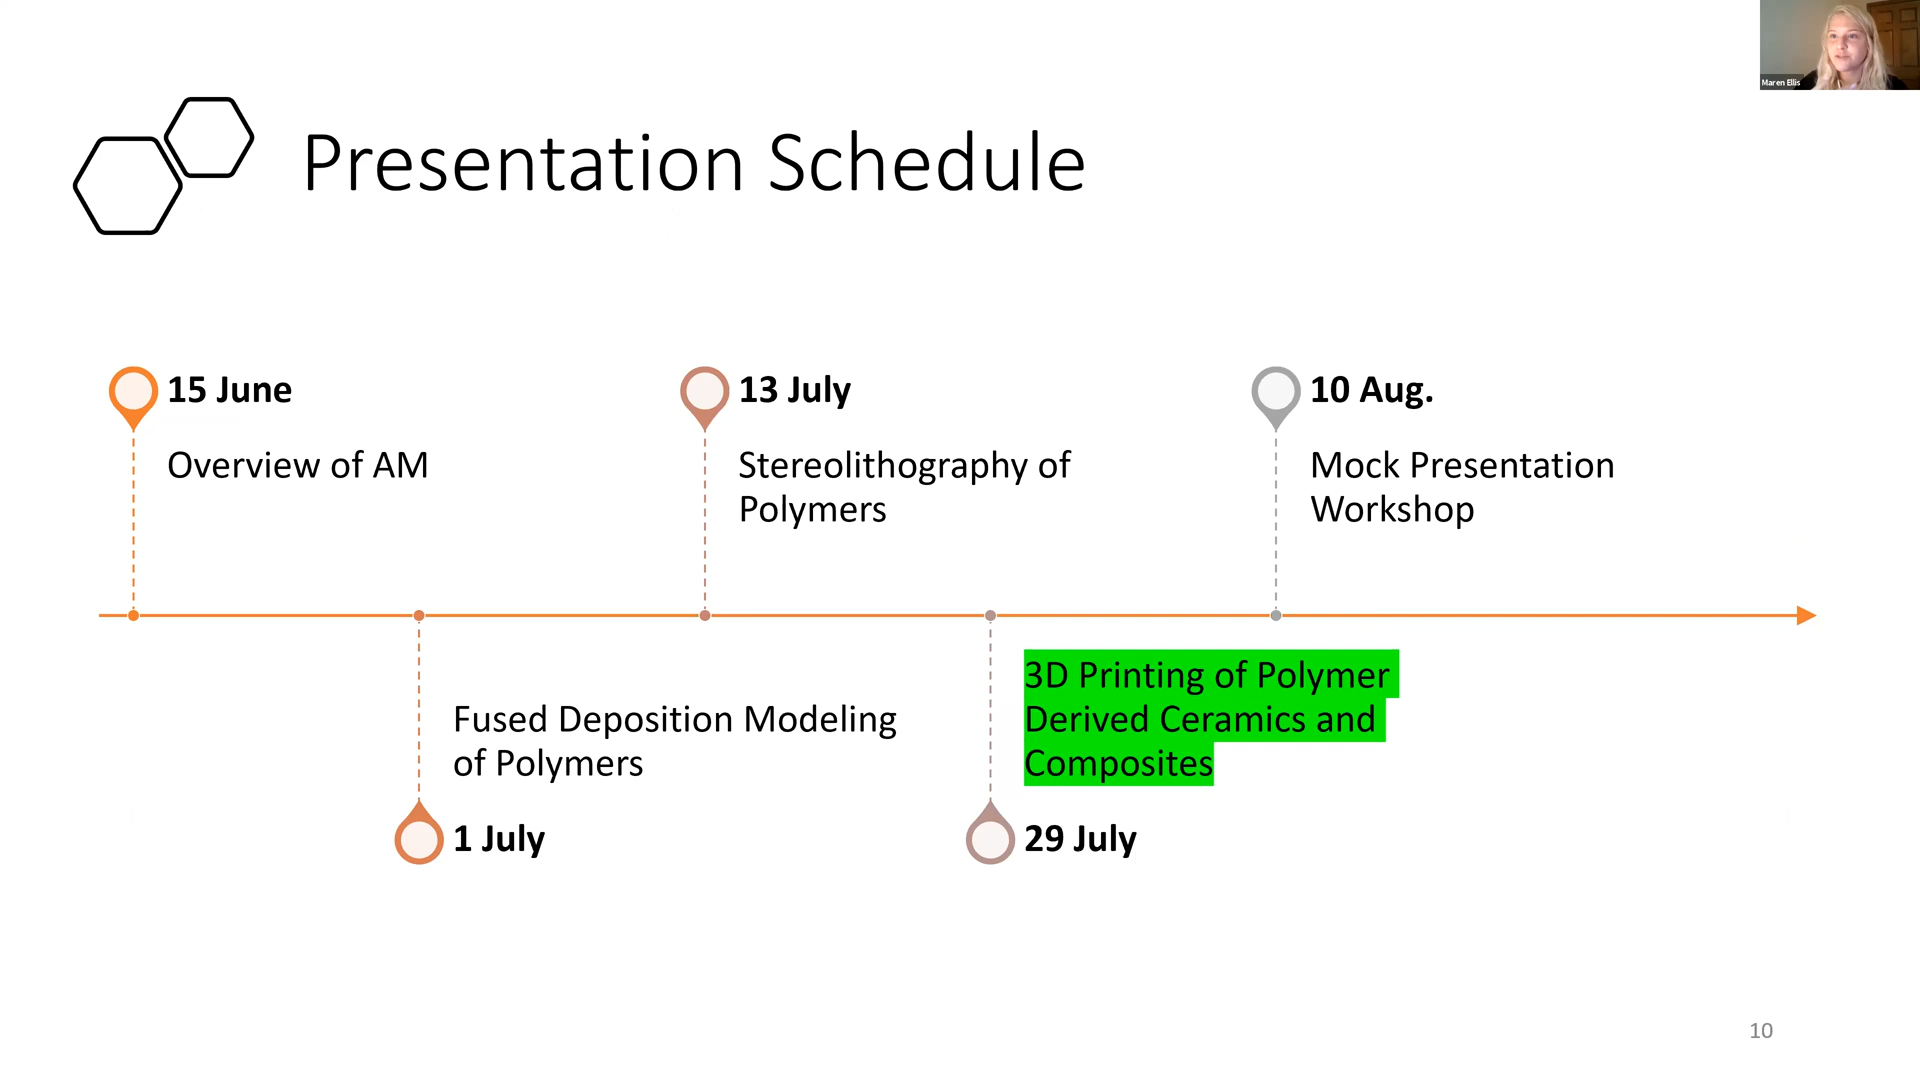 Maren Ellis
Presentation Schedule
15 June
Overview of AM
13 July
Stereolithography of
Polymers
10 Aug.
Mock Presentation
Workshop
Fused Deposition Modeling
of Polymers
1 July
3D Printing of Polymer
Derived Ceramics and
Composites
29 July
10